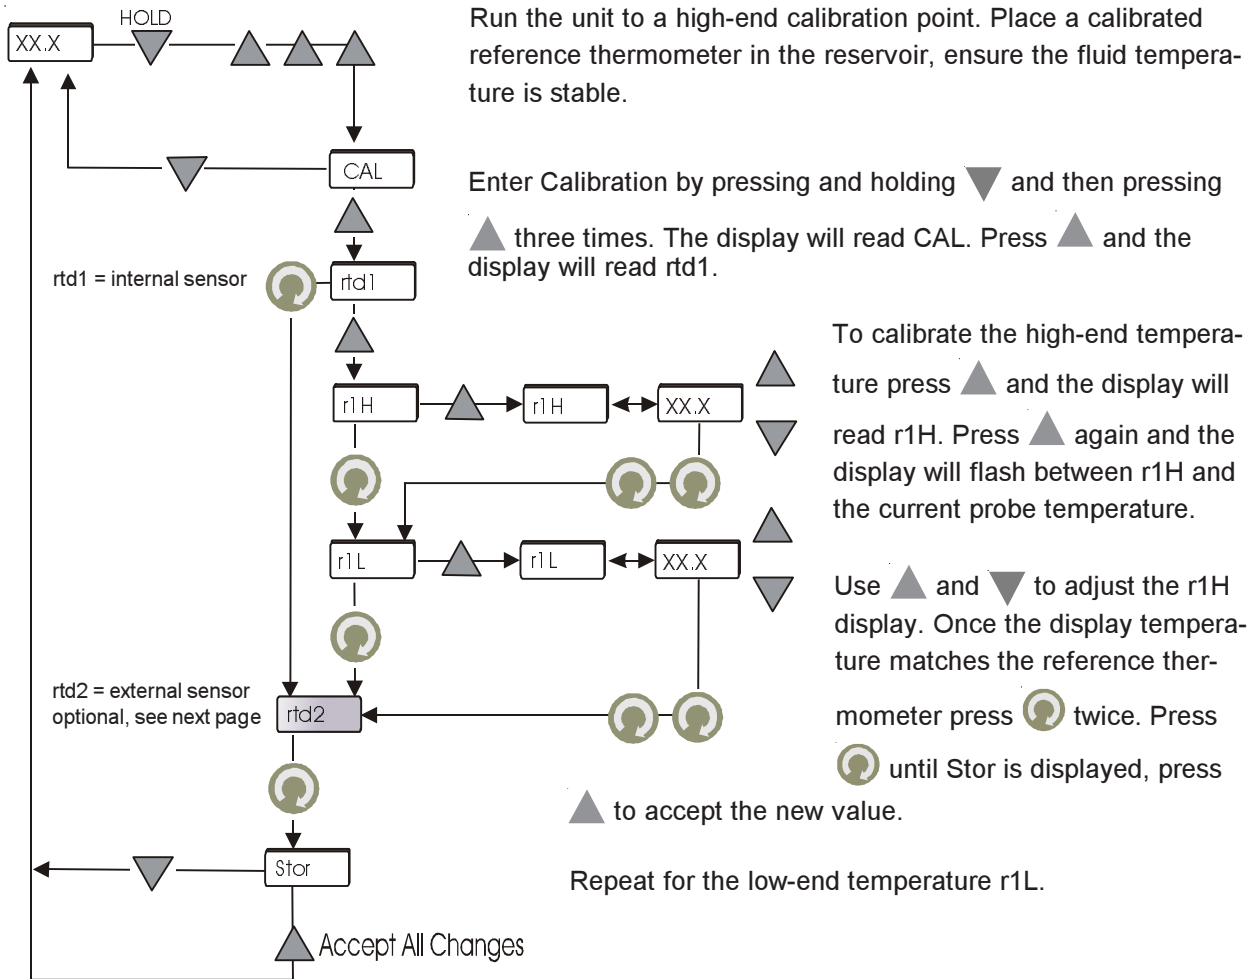 HOLD
XX.X
Run the unit to a high-end calibration point. Place a calibrated
reference thermometer in the reservoir, ensure the fluid tempera-
ture is stable.
CAL
Enter Calibration by pressing and holding and then pressing
three times. The display will read CAL. Press and the
display will read rtd1.
rtd1 = internal sensor
rtd1
To calibrate the high-end tempera-
ture press and the display will
read r1H. Press again and the
display will flash between r1H and
the current probe temperature.
r1H
r1H
XX.X
r1L
r1L
XX.X
Use and to adjust the r1H
display. Once the display tempera-
ture matches the reference ther-
mometer press twice. Press
until Stor is displayed, press
to accept the new value.
rtd2 = external sensor
optional, see next page
rtd2
Stor
Repeat for the low-end temperature r1L.
Accept All Changes